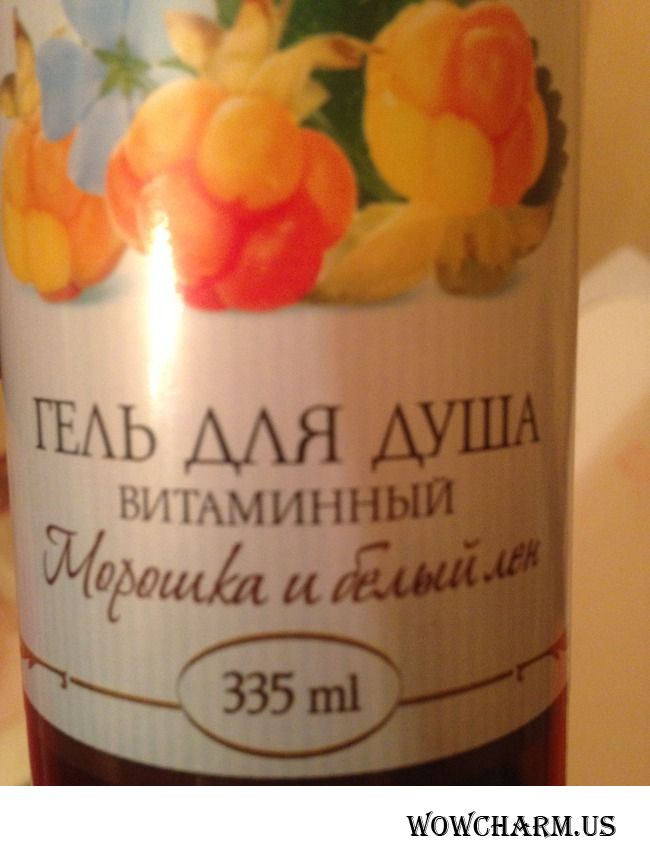 ГЕЛЬ ДЛЯ ДУША
ВИТАМИННЫЙ
Морошка и белый лен
335 ml
WOWCHARM.US